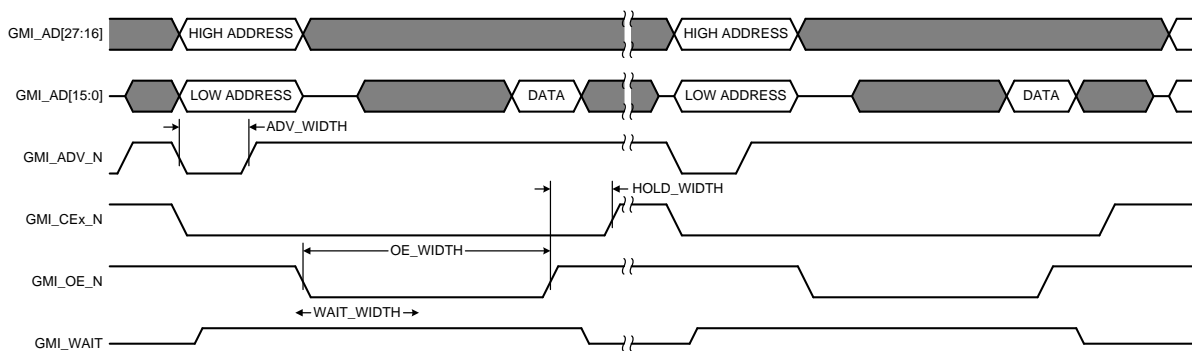 GMI_AD[27:16] HIGH ADDRESS HIGH ADDRESS
GMI_AD[15:0] LOW ADDRESS DATA LOW ADDRESS DATA
ADV_WIDTH
GMI_ADV_N
HOLD_WIDTH
GMI_CEx_N
OE_WIDTH
GMI_OE_N
WAIT_WIDTH
GMI_WAIT